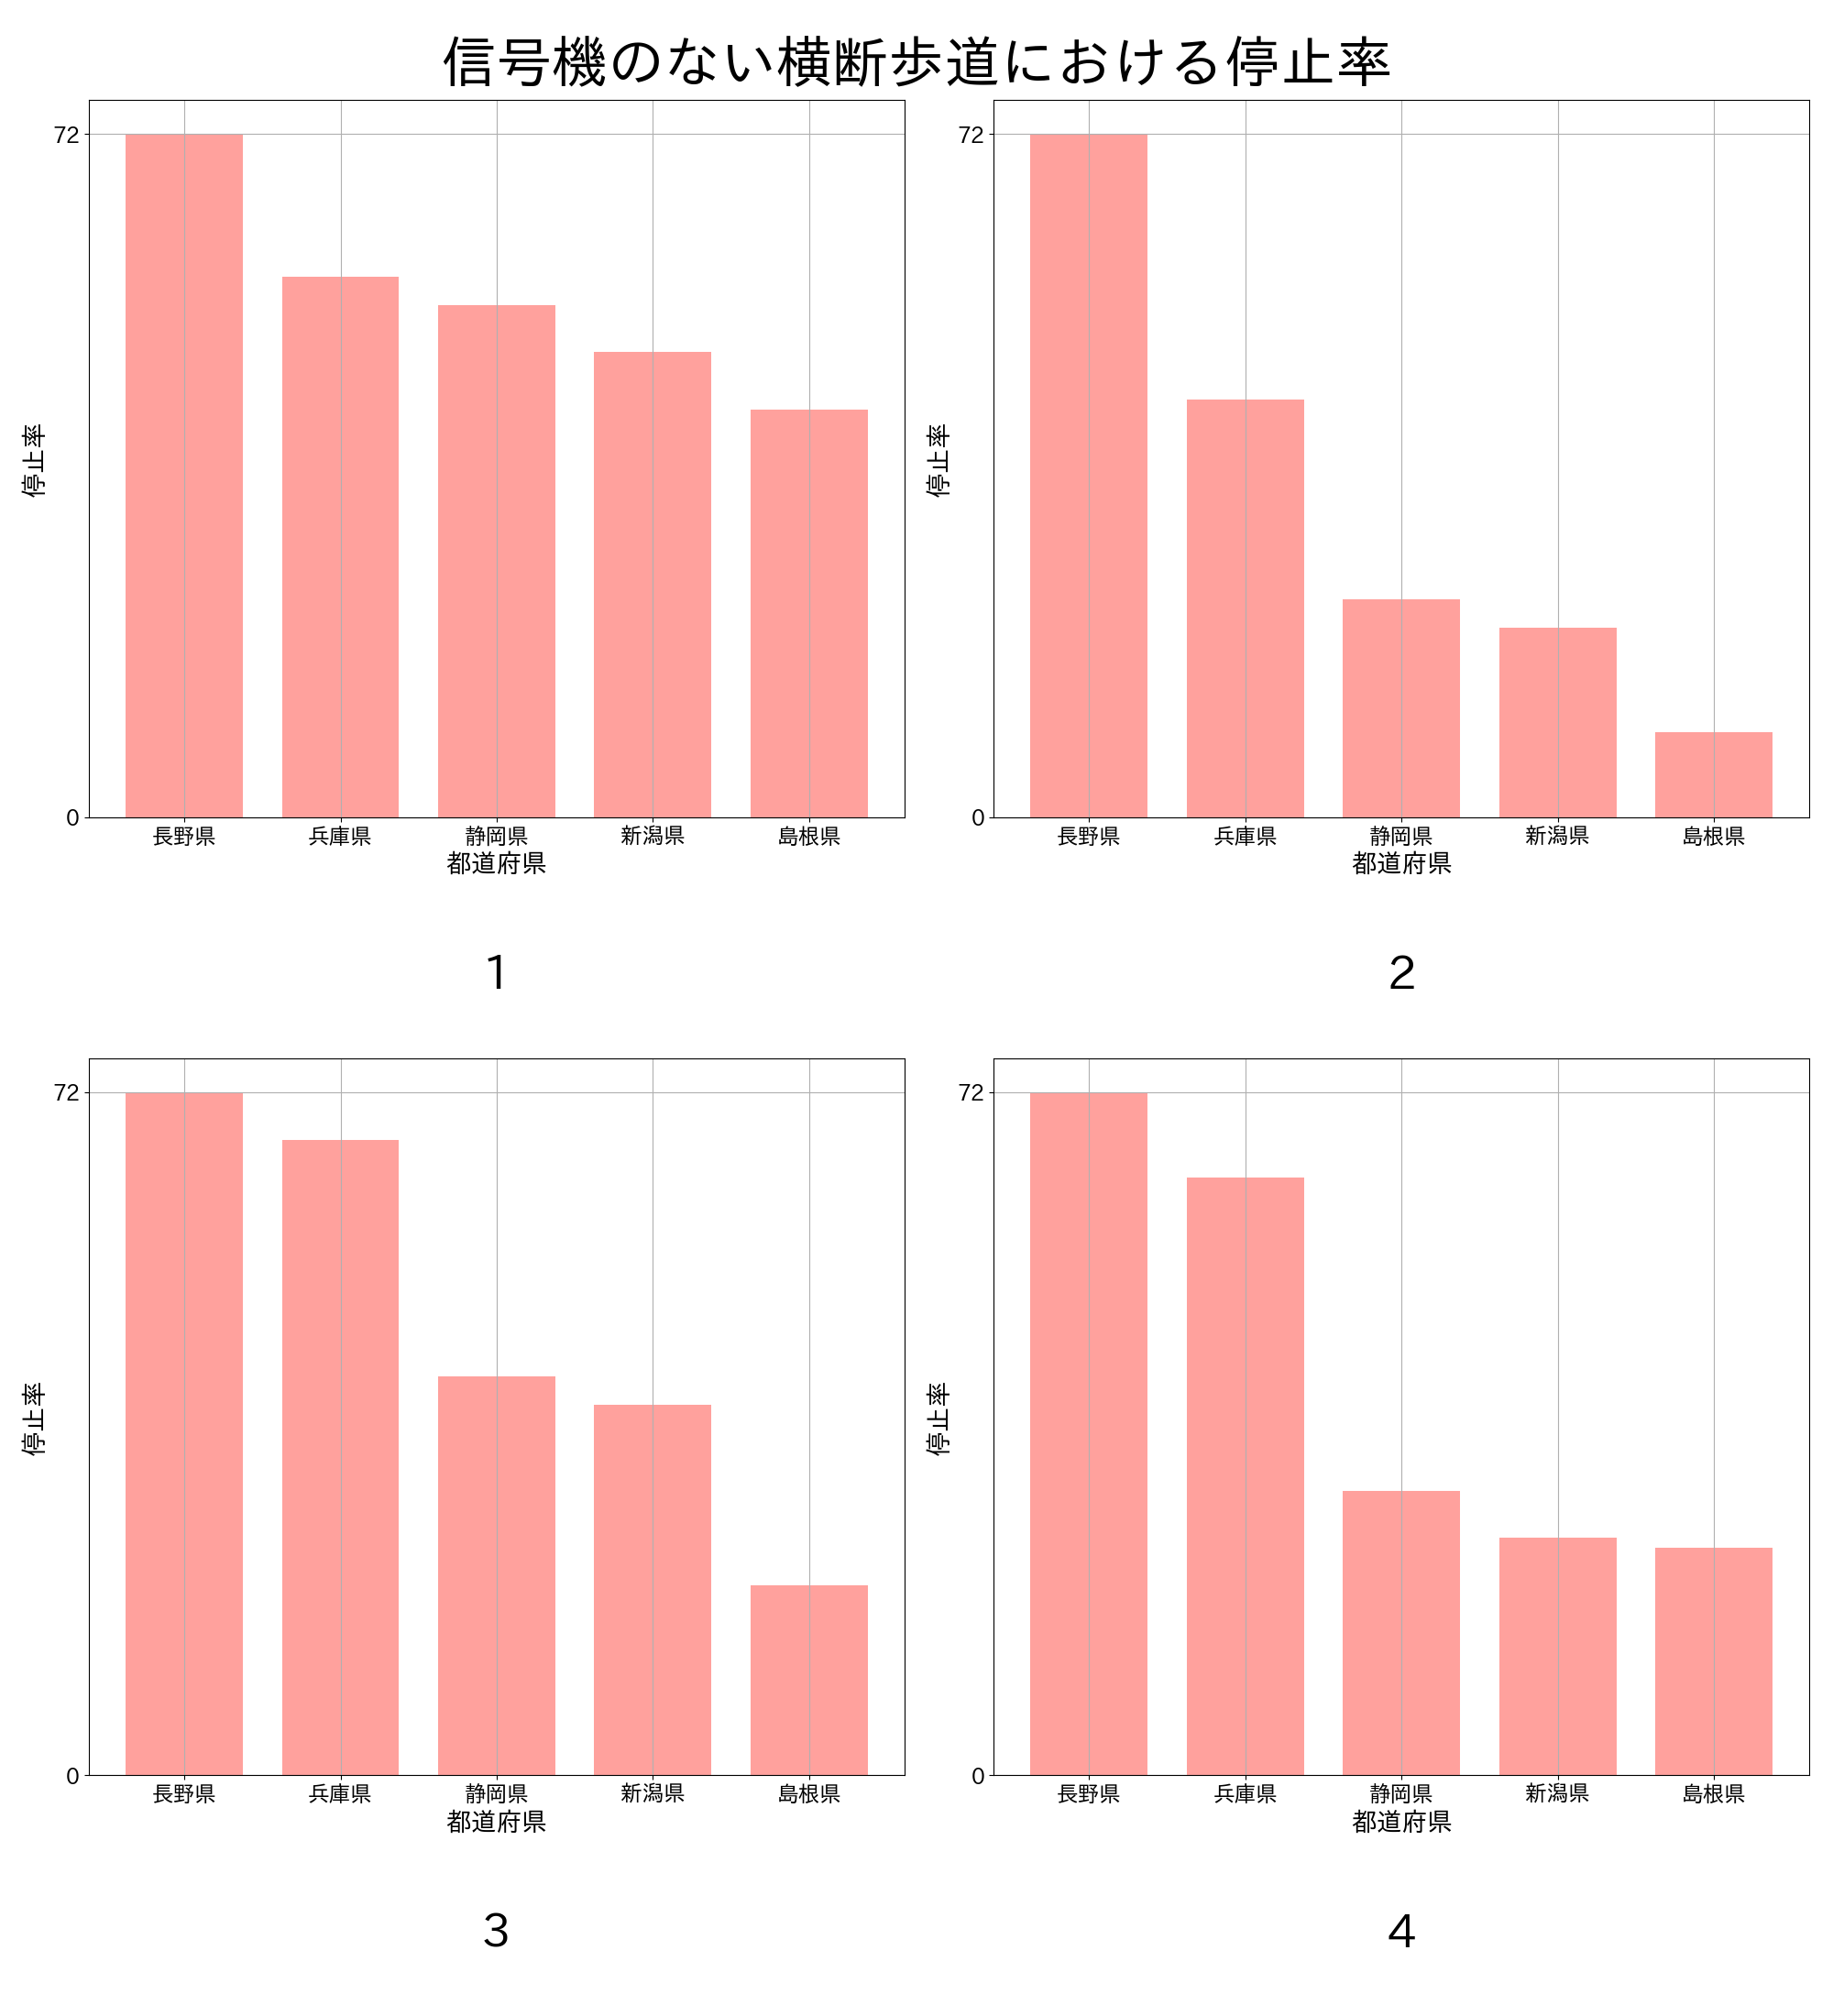 信号機のない横断歩道における停止率
72
停止率
0
長野県 兵庫県 静岡県 新潟県 島根県
都道府県
1
72
停止率
0
長野県 兵庫県 静岡県 新潟県 島根県
都道府県
2
72
停止率
0
長野県 兵庫県 静岡県 新潟県 島根県
都道府県
3
72
停止率
0
長野県 兵庫県 静岡県 新潟県 島根県
都道府県
4